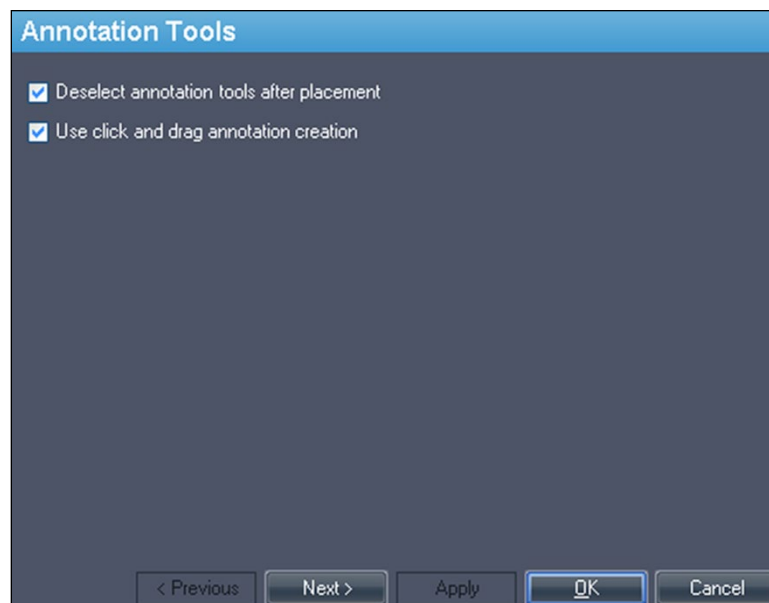 Annotation Tools
Deselect annotation tools after placement
Use click and drag annotation creation
< Previous Next > Apply OK Cancel